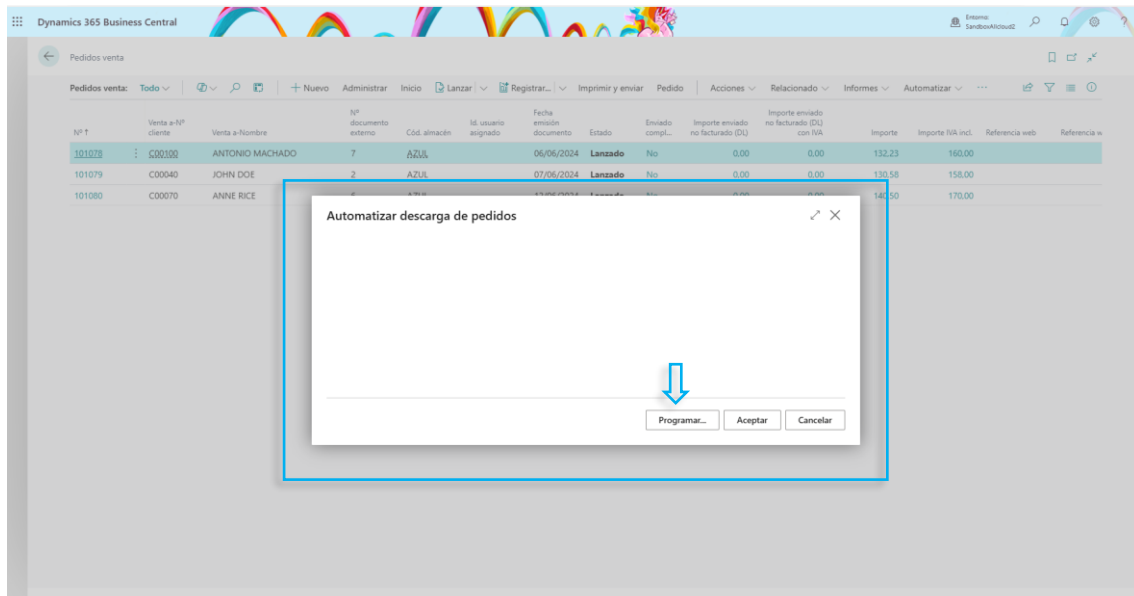 Dynamics 365 Business Central
Entorno:
SandboxAlicloud2
Pedidos venta
Pedidos venta: Todo
Nuevo Administrar Inicio Lanzar Registrar... Imprimir y enviar Pedido Acciones Relacionado Informes Automatizar ...
Nº ↑ Venta a-Nº cliente Venta a-Nombre Nº documento externo Cód. almacén Id. usuario asignado Fecha emisión documento Estado Enviado compl... Importe enviado no facturado (DL) Importe enviado no facturado (DL) con IVA Importe Importe IVA incl. Referencia web Referencia
101078 C00100 ANTONIO MACHADO 7 AZUL 06/06/2024 Lanzado No 0,00 0,00 132,23 160,00
101079 C00040 JOHN DOE 2 AZUL 07/06/2024 Lanzado No 0,00 0,00 130,58 158,00
101080 C00070 ANNE RICE 140,50 170,00
Automatizar descarga de pedidos
Programar... Aceptar Cancelar